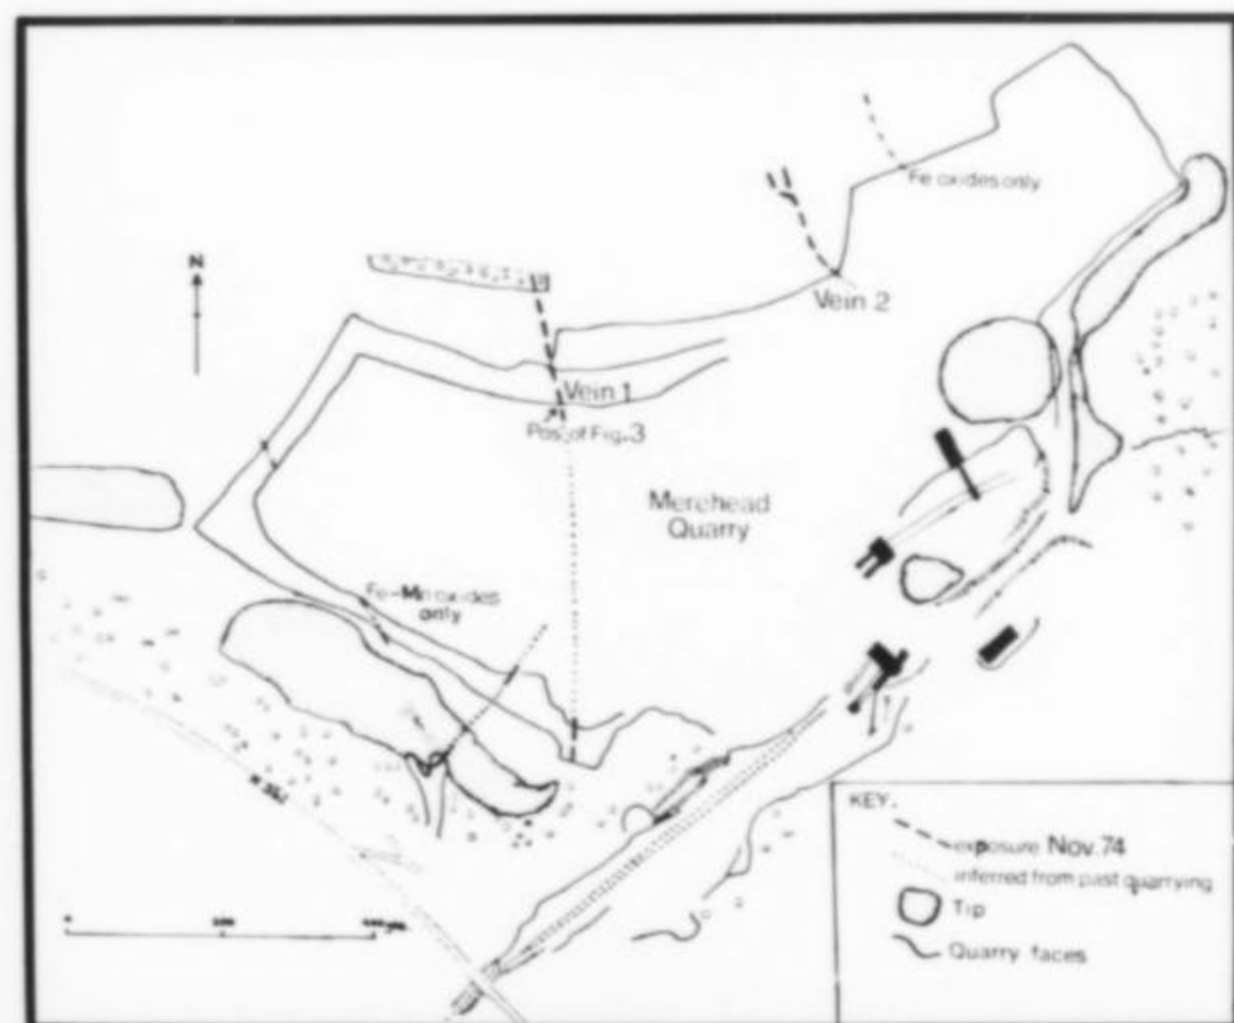 Fe oxides only
N
Vein 2
Vein 1
Pos. of Fig. 3
Merehead
Quarry
Fe-Mn oxides
only
KEY.
exposure Nov. 74
inferred from past quarrying
Tip
Quarry faces